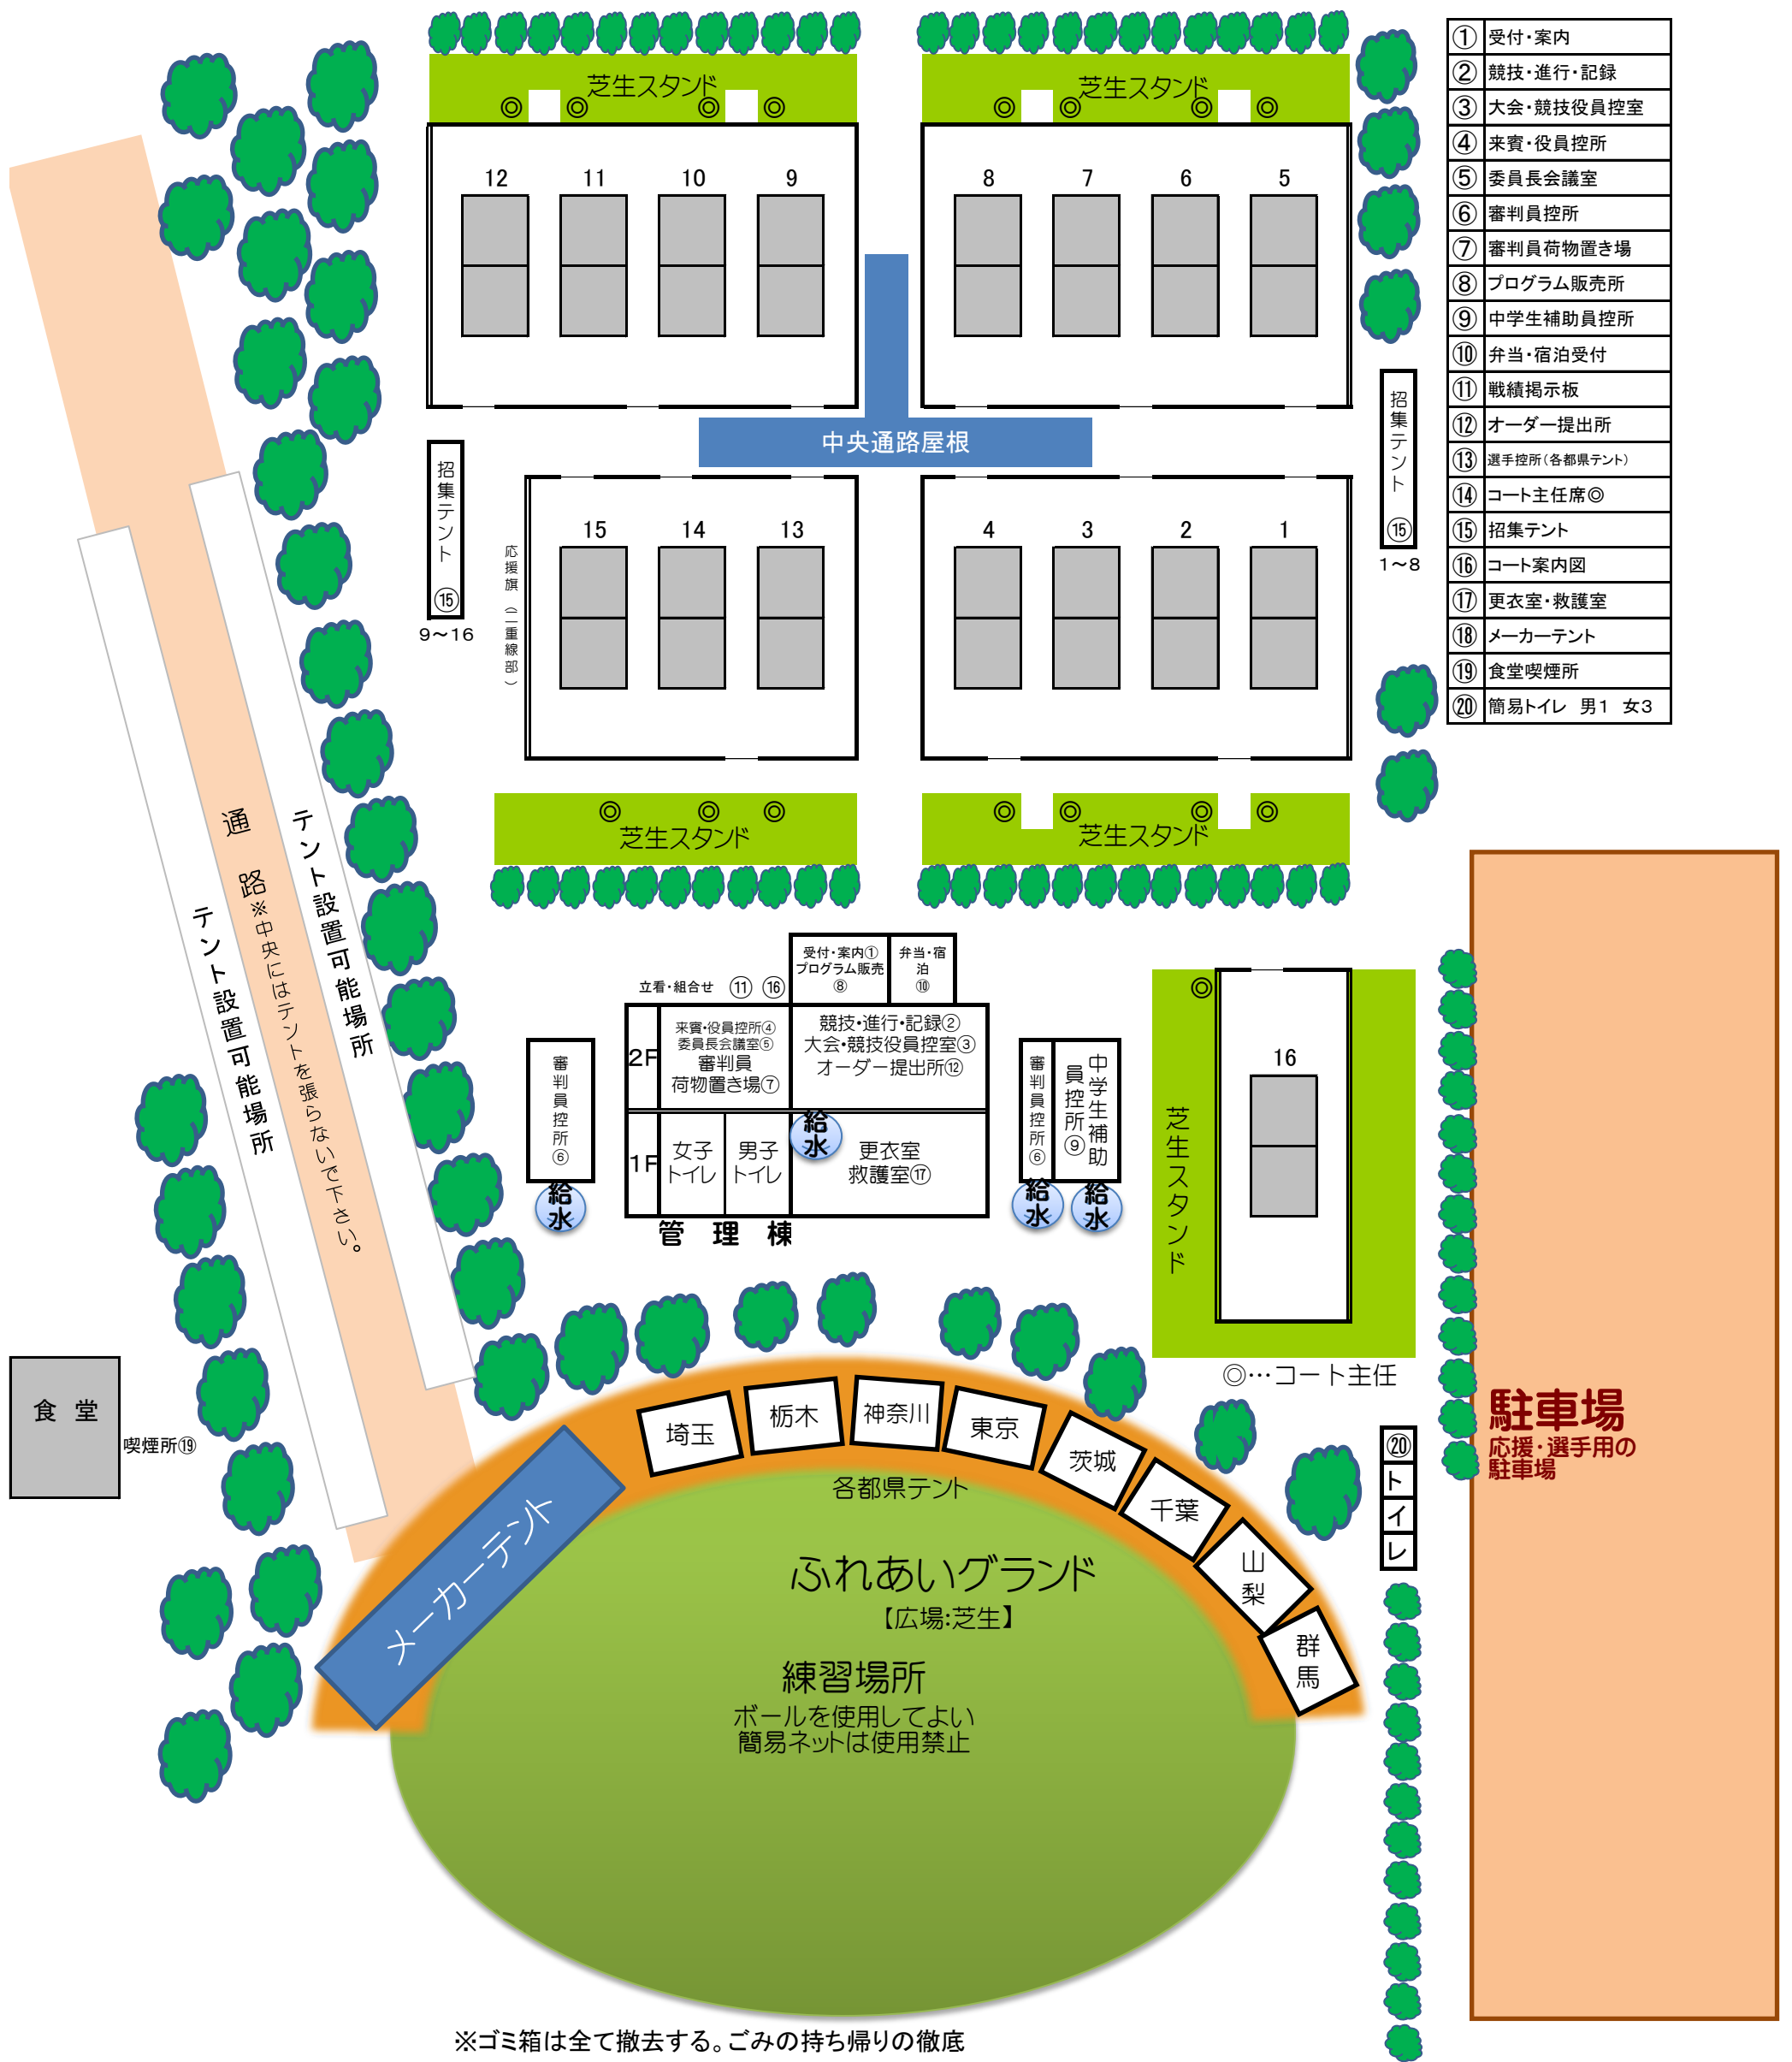 芝生スタンド
◎ ◎ ◎ ◎
芝生スタンド
◎ ◎ ◎ ◎
12 11 10 9
8 7 6 5
中央通路屋根
招集テント ⑮
9～16
招集テント ⑮
1～8
応援旗（二重線部）
15 14 13
4 3 2 1
◎ ◎ ◎
芝生スタンド
◎ ◎ ◎ ◎
芝生スタンド
① 受付・案内
② 競技・進行・記録
③ 大会・競技役員控室
④ 来賓・役員控所
⑤ 委員長会議室
⑥ 審判員控所
⑦ 審判員荷物置き場
⑧ プログラム販売所
⑨ 中学生補助員控所
⑩ 弁当・宿泊受付
⑪ 戦績掲示板
⑫ オーダー提出所
⑬ 選手控所（各都県テント）
⑭ コート主任席◎
⑮ 招集テント
⑯ コート案内図
⑰ 更衣室・救護室
⑱ メーカーテント
⑲ 食堂喫煙所
⑳ 簡易トイレ 男1 女3
テント設置可能場所
通路
※中央にはテントを張らないで下さい。
テント設置可能場所
立看・組合せ ⑪ ⑯
受付・案内①
プログラム販売
⑧
弁当・宿
泊
⑩
2F
来賓・役員控所④
委員長会議室⑤
審判員
荷物置き場⑦
競技・進行・記録②
大会・競技役員控室③
オーダー提出所⑫
1F
女子
トイレ
男子
トイレ
給水
更衣室
救護室⑰
管理棟
審判員控所⑥
給水
審判員控所⑥
中学生補助
員控所⑨
給水
給水
◎
16
芝生スタンド
◎…コート主任
食堂
喫煙所⑲
メーカーテント
埼玉
栃木
神奈川
東京
茨城
千葉
山梨
群馬
各都県テント
⑳トイレ
駐車場
応援・選手用の
駐車場
ふれあいグランド
【広場:芝生】
練習場所
ボールを使用してよい
簡易ネットは使用禁止
※ゴミ箱は全て撤去する。ごみの持ち帰りの徹底